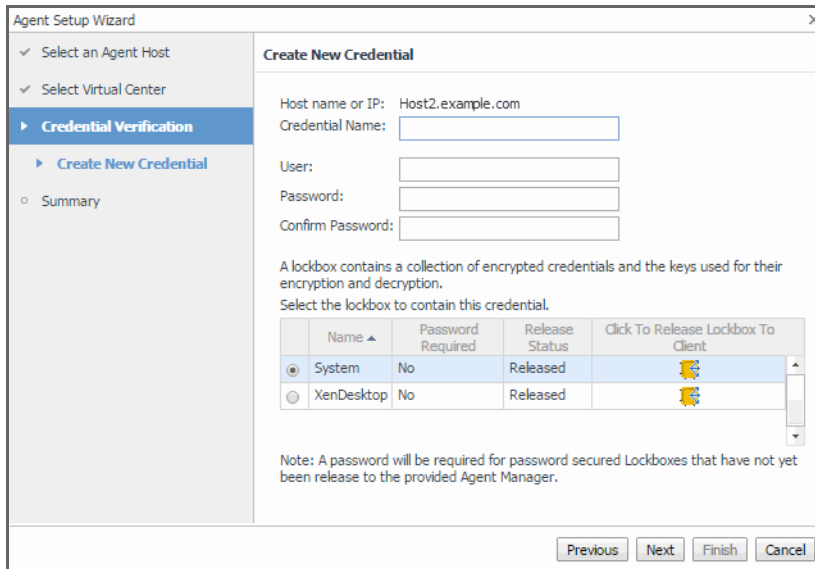 Agent Setup Wizard
Select an Agent Host
Select Virtual Center
Credential Verification
Create New Credential
Summary
Create New Credential
Host name or IP: Host2.example.com
Credential Name:
User:
Password:
Confirm Password:
A lockbox contains a collection of encrypted credentials and the keys used for their
encryption and decryption.
Select the lockbox to contain this credential.
Name Password Required Release Status Click To Release Lockbox To Client
System No Released
XenDesktop No Released
Note: A password will be required for password secured Lockboxes that have not yet
been release to the provided Agent Manager.
Previous Next Finish Cancel